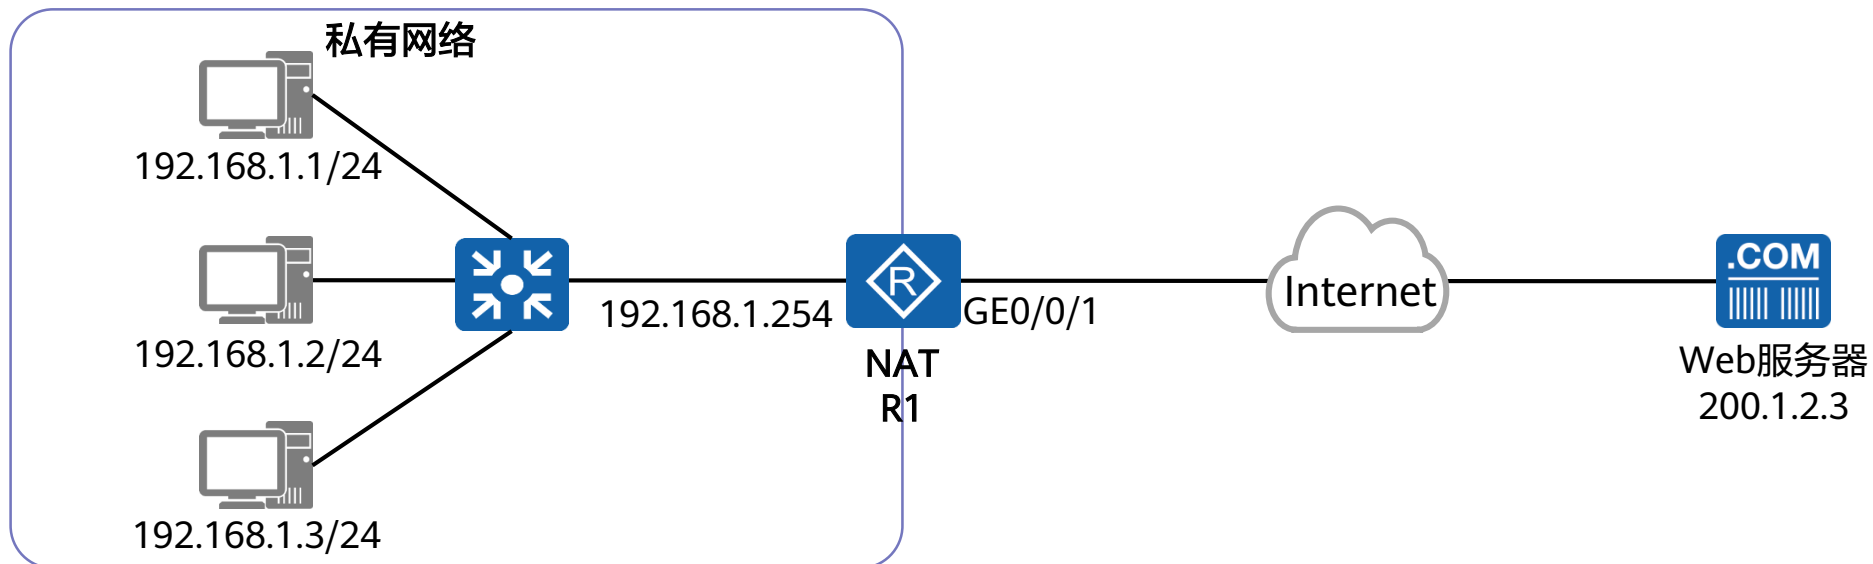 私有网络
192.168.1.1/24
192.168.1.2/24
192.168.1.3/24
192.168.1.254
R
NAT
R1
GE0/0/1
Internet
.COM
Web服务器
200.1.2.3